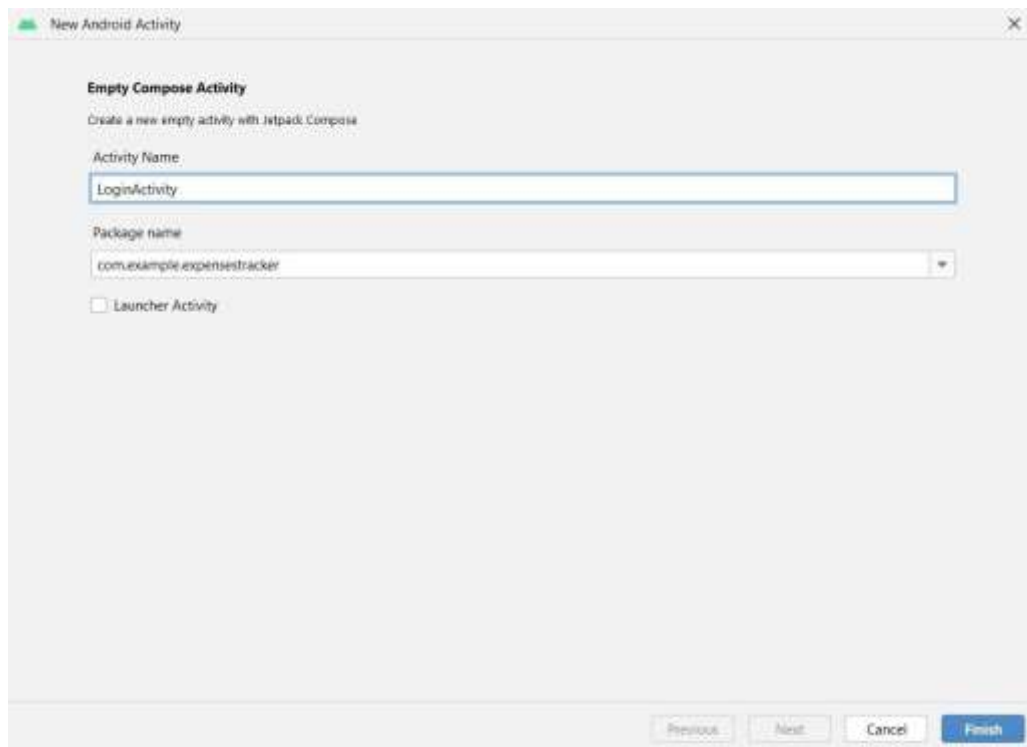 New Android Activity
Empty Compose Activity
Create a new empty activity with Jetpack Compose
Activity Name
LoginActivity
Package name
com.example.expensestracker
Launcher Activity
Previous Next Cancel Finish